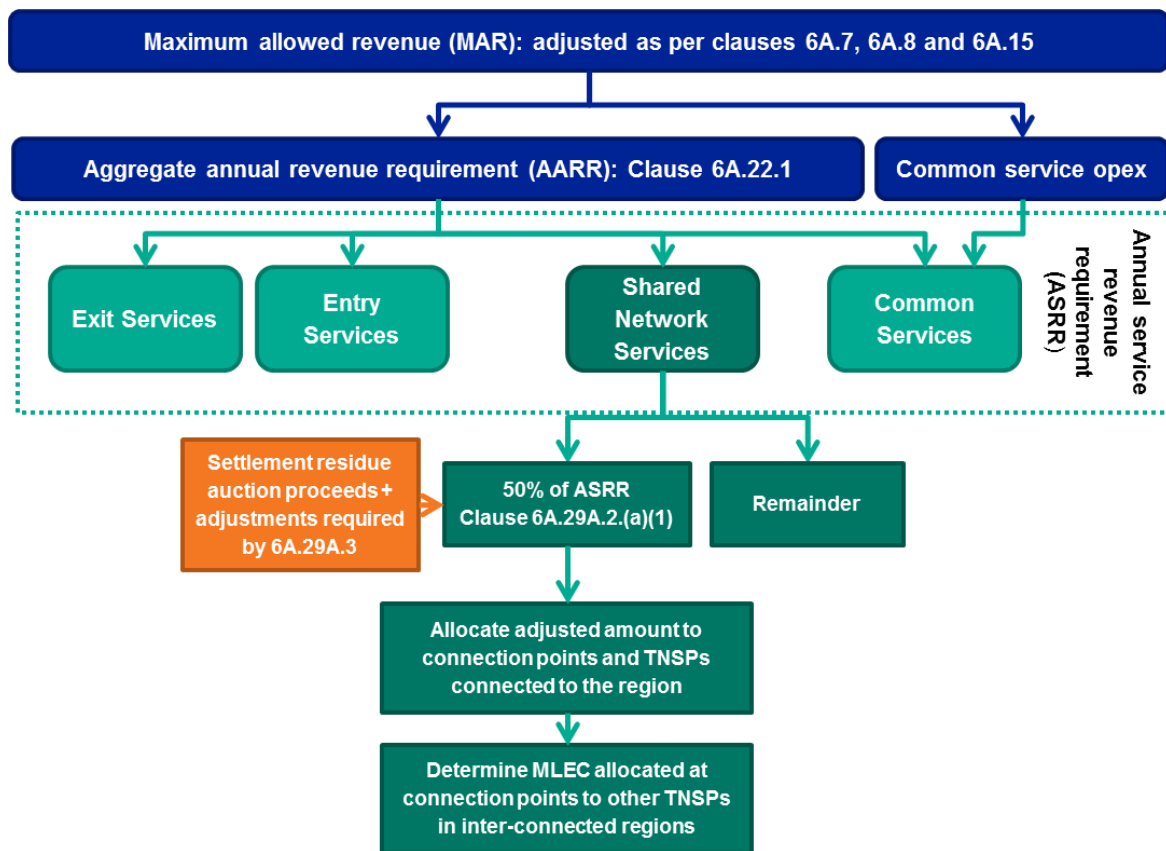 Maximum allowed revenue (MAR): adjusted as per clauses 6A.7, 6A.8 and 6A.15
Aggregate annual revenue requirement (AARR): Clause 6A.22.1
Common service opex
Exit Services
Entry
Services
Shared
Network
Services
Common
Services
Annual service
revenue
requirement
(ASRR)
Settlement residue
auction proceeds +
adjustments required
by 6A.29A.3
50% of ASRR
Clause 6A.29A.2.(a)(1)
Remainder
Allocate adjusted amount to
connection points and TNSPs
connected to the region
Determine MLEC allocated at
connection points to other TNSPs
in inter-connected regions